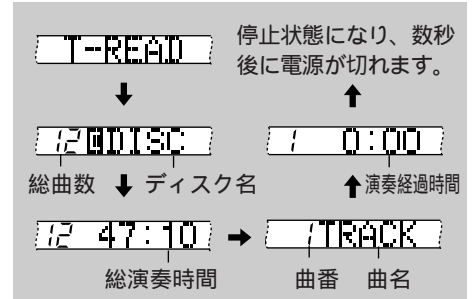 T-READ
停止状態になり、数秒
後に電源が切れます。
12 DISC
1 0:00
総曲数
ディスク名
演奏経過時間
12 47:10
1TRACK
総演奏時間
曲番
曲名